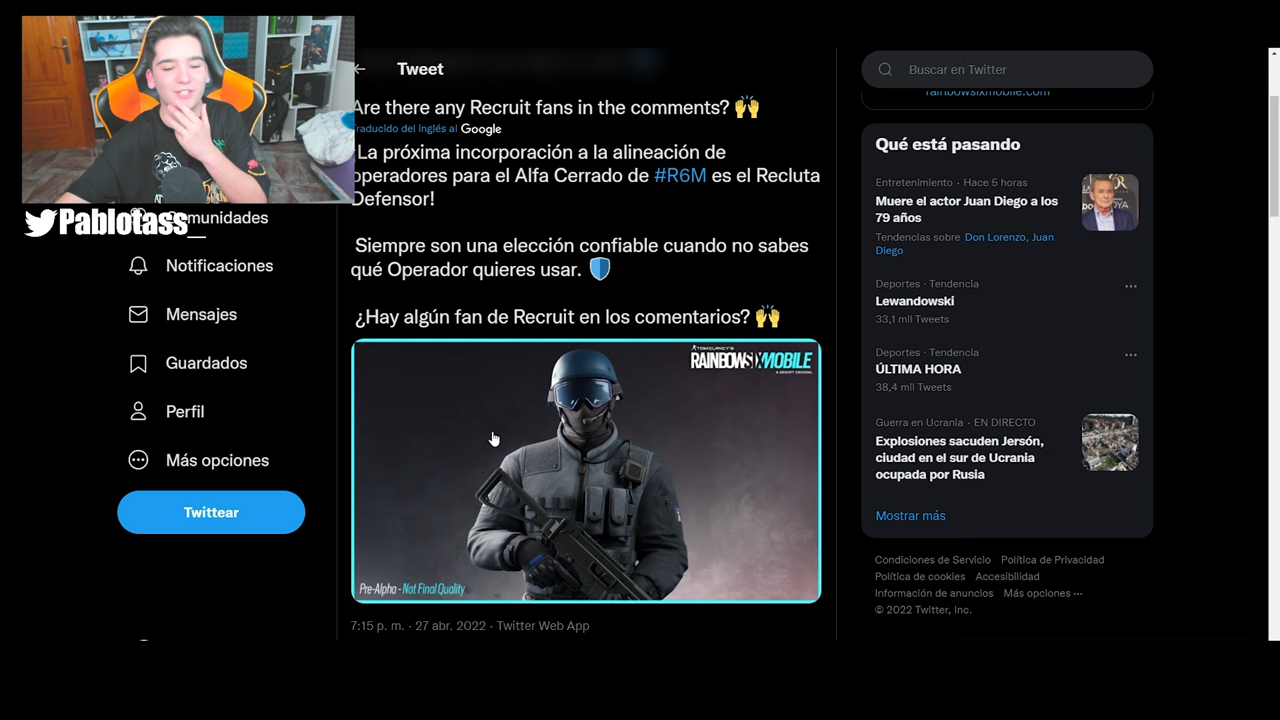 Tweet
Are there any Recruit fans in the comments? 🙌
Traducido del inglés al Google
La próxima incorporación a la alineación de
operadores para el Alfa Cerrado de #R6M es el Recluta
Defensor!
Siempre son una elección confiable cuando no sabes
qué Operador quieres usar. 🛡️
¿Hay algún fan de Recruit en los comentarios? 🙌
TOM CLANCY'S
RAINBOWSIXMOBILE
A UBISOFT ORIGINAL
Pre-Alpha - Not Final Quality
7:15 p. m. · 27 abr. 2022 · Twitter Web App
Pablotass__
Comunidades
Notificaciones
Mensajes
Guardados
Perfil
Más opciones
Twittear
Buscar en Twitter
rainbowsixmobile.com
Qué está pasando
Entretenimiento · Hace 5 horas
Muere el actor Juan Diego a los
79 años
Tendencias sobre Don Lorenzo, Juan
Diego
Deportes · Tendencia
Lewandowski
33,1 mil Tweets
Deportes · Tendencia
ÚLTIMA HORA
38,4 mil Tweets
Guerra en Ucrania · EN DIRECTO
Explosiones sacuden Jersón,
ciudad en el sur de Ucrania
ocupada por Rusia
Mostrar más
Condiciones de Servicio Política de Privacidad
Política de cookies Accesibilidad
Información de anuncios Más opciones ···
© 2022 Twitter, Inc.